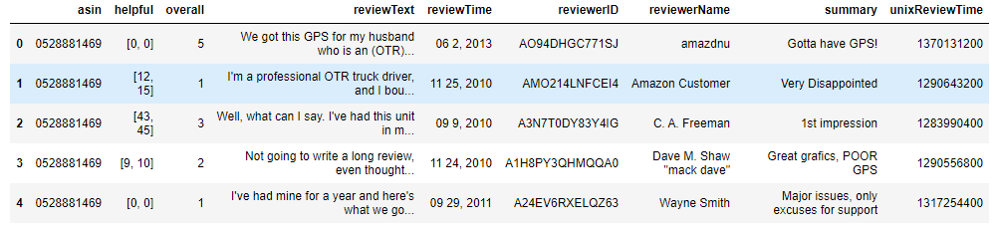 asin helpful overall reviewText reviewTime reviewerID reviewerName summary unixReviewTime
0 0528881469 [0, 0] 5 We got this GPS for my husband who is an (OTR)... 06 2, 2013 AO94DHGC771SJ amazdnu Gotta have GPS! 1370131200
1 0528881469 [12, 15] 1 I'm a professional OTR truck driver, and I bou... 11 25, 2010 AMO214LNFCEI4 Amazon Customer Very Disappointed 1290643200
2 0528881469 [43, 45] 3 Well, what can I say. I've had this unit in m... 09 9, 2010 A3N7T0DY83Y4IG C. A. Freeman 1st impression 1283990400
3 0528881469 [9, 10] 2 Not going to write a long review, even thought... 11 24, 2010 A1H8PY3QHMQQA0 Dave M. Shaw "mack dave" Great grafics, POOR GPS 1290556800
4 0528881469 [0, 0] 1 I've had mine for a year and here's what we go... 09 29, 2011 A24EV6RXELQZ63 Wayne Smith Major issues, only excuses for support 1317254400